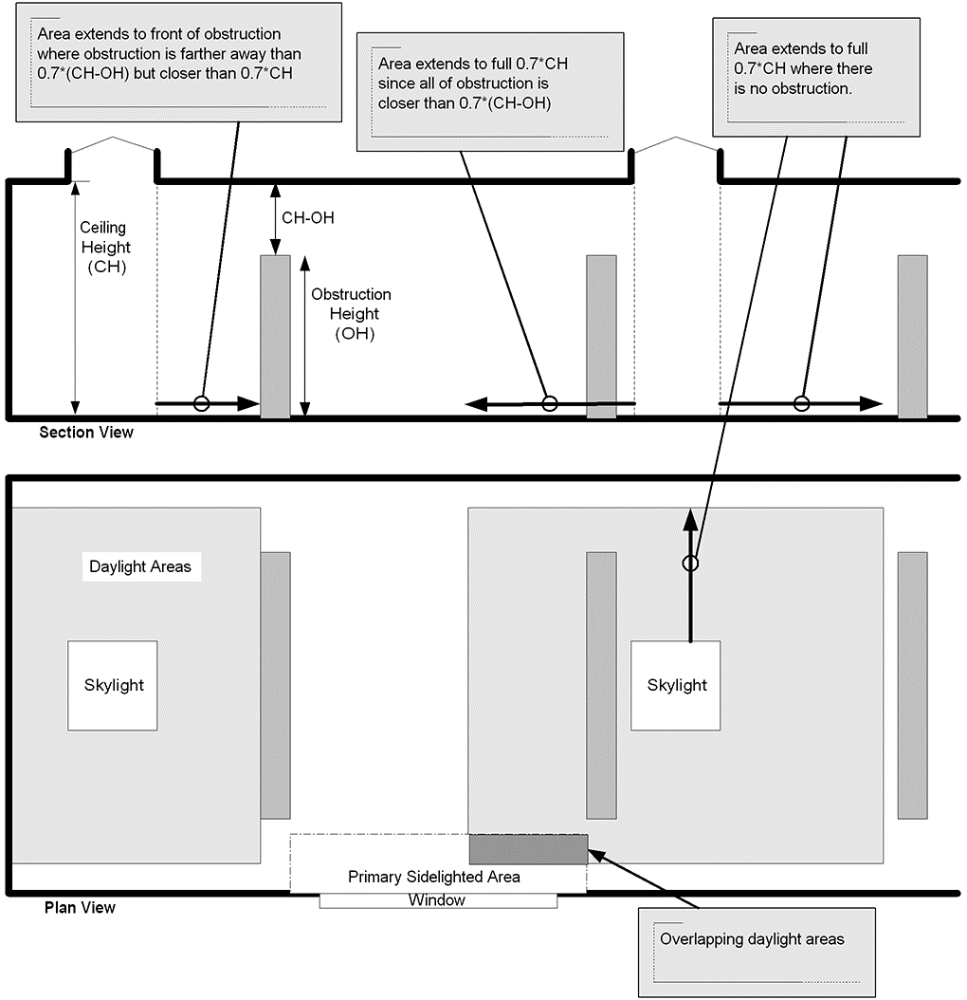 Area extends to front of obstruction
where obstruction is farther away than
0.7*(CH-OH) but closer than 0.7*CH
Area extends to full 0.7*CH
since all of obstruction is
closer than 0.7*(CH-OH)
Area extends to full
0.7*CH where there
is no obstruction.
Ceiling
Height
(CH)
CH-OH
Obstruction
Height
(OH)
Section View
Daylight Areas
Skylight
Skylight
Primary Sidelighted Area
Window
Plan View
Overlapping daylight areas